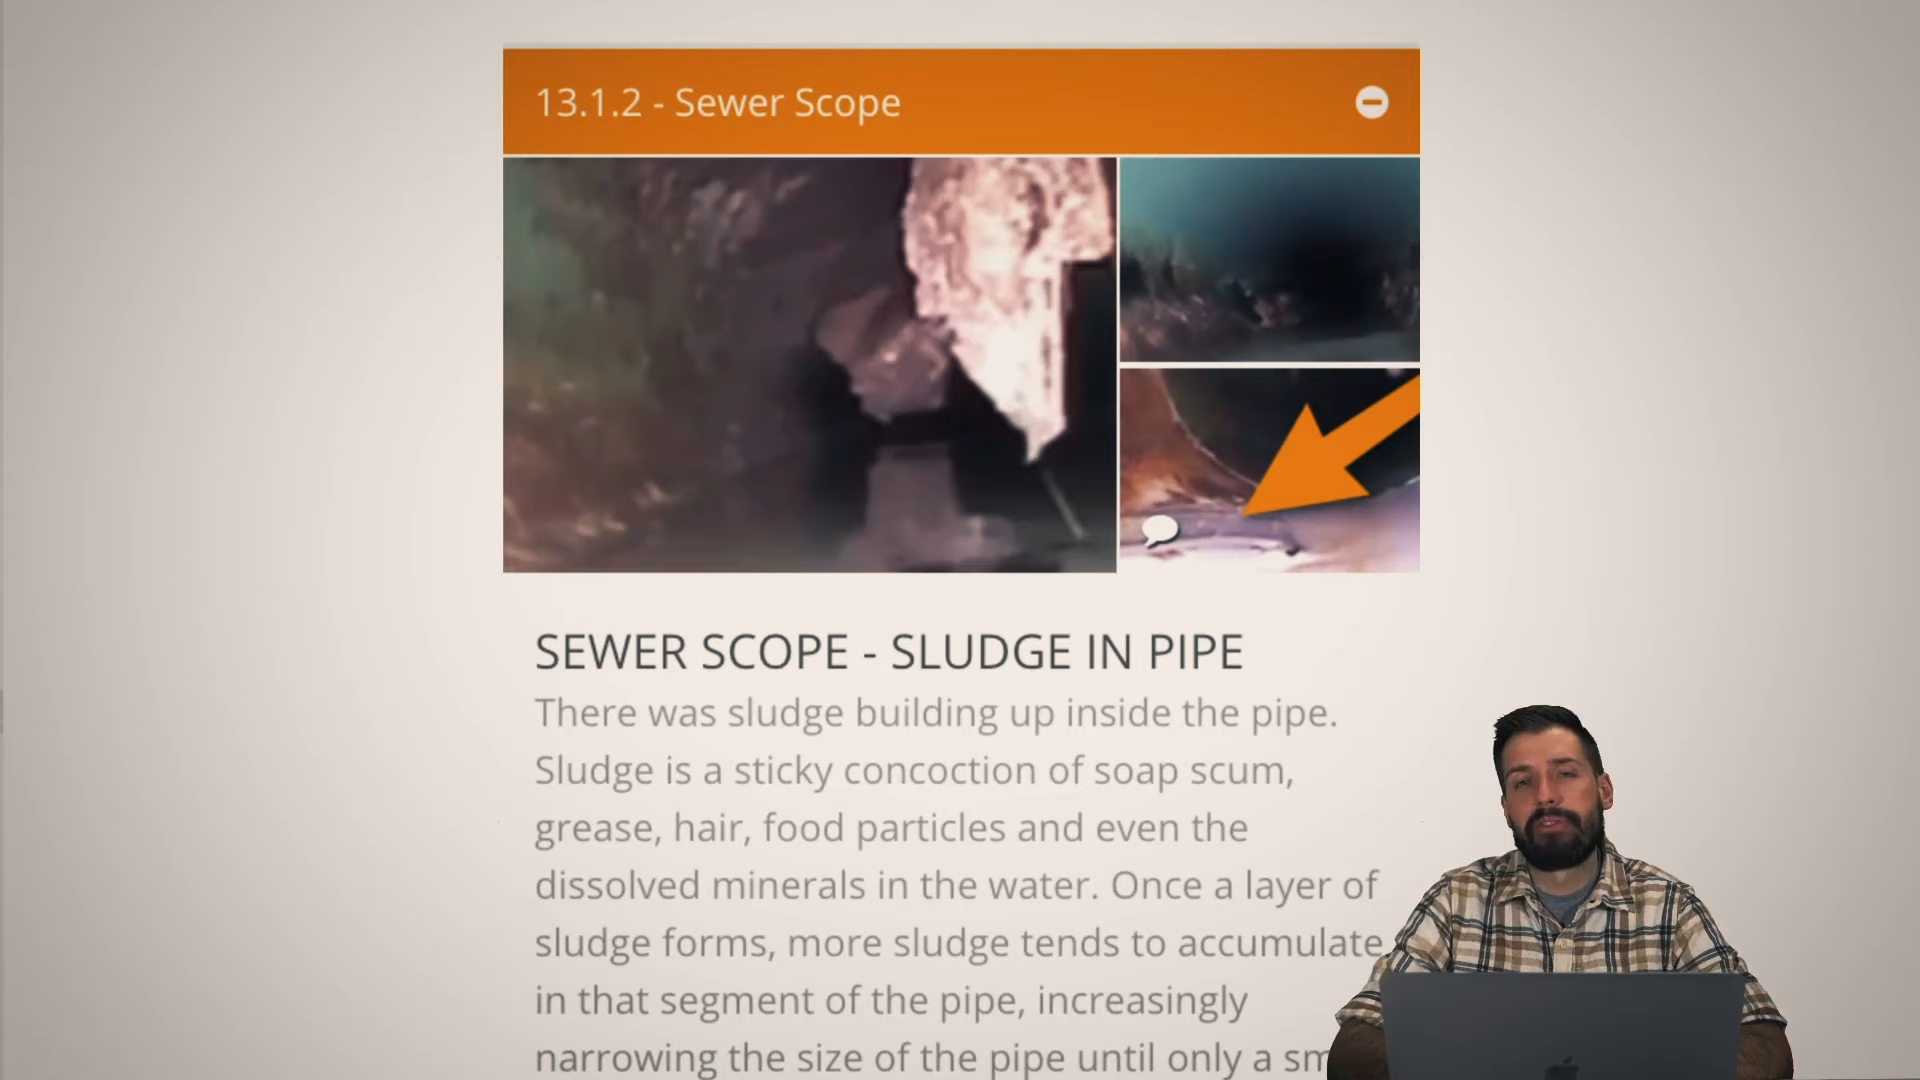 13.1.2 - Sewer Scope
SEWER SCOPE - SLUDGE IN PIPE
There was sludge building up inside the pipe.
Sludge is a sticky concoction of soap scum,
grease, hair, food particles and even the
dissolved minerals in the water. Once a layer of
sludge forms, more sludge tends to accumulate
in that segment of the pipe, increasingly
narrowing the size of the pipe until only a